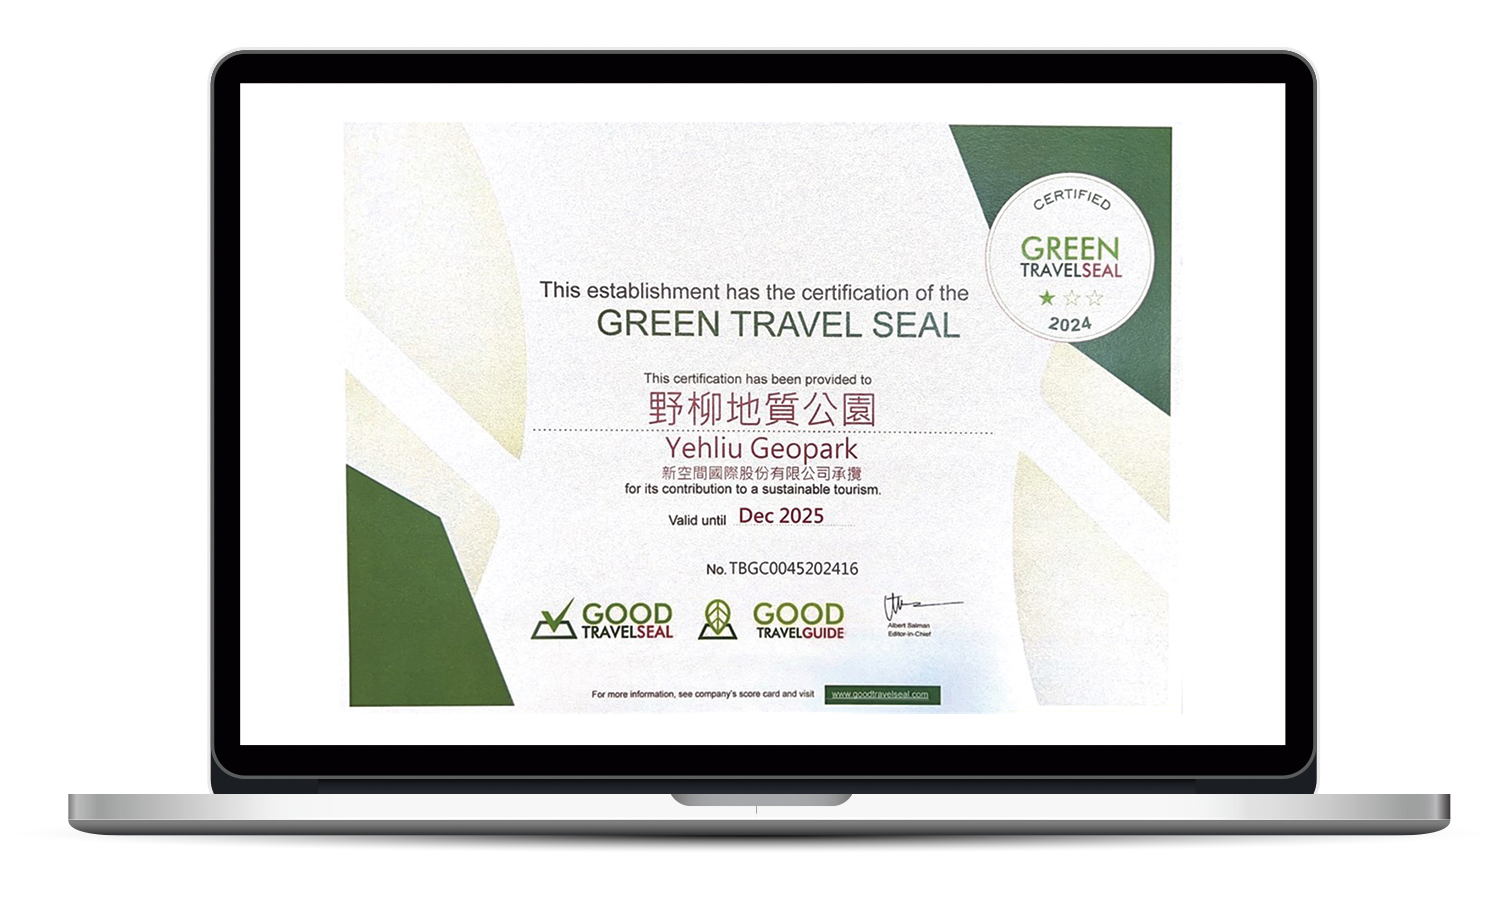 CERTIFIED
GREEN
TRAVELSEAL
2024
This establishment has the certification of the
GREEN TRAVEL SEAL
This certification has been provided to
野柳地質公園
Yehliu Geopark
新空間國際股份有限公司承攬
for its contribution to a sustainable tourism.
Valid until Dec 2025
No. TBGC0045202416
GOOD
TRAVELSEAL
GOOD
TRAVELGUIDE
Albert Salman
Editor-in-Chief
For more information, see company's score card and visit www.goodtravelseal.com